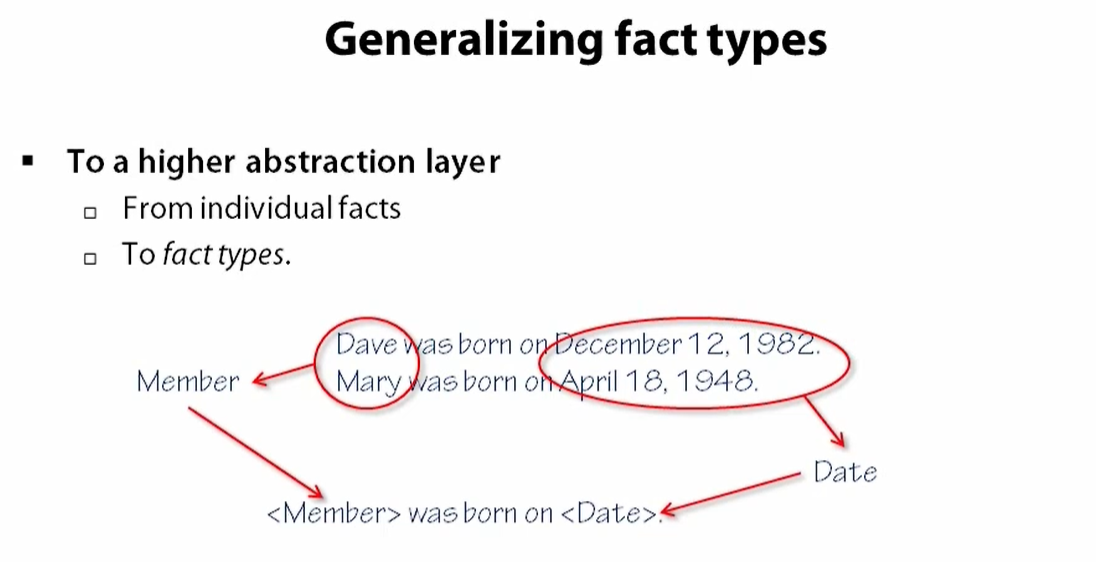 Generalizing fact types
To a higher abstraction layer
From individual facts
To fact types.
Dave was born on December 12, 1982.
Member
Mary was born on April 18, 1948.
Date
<Member> was born on <Date>.